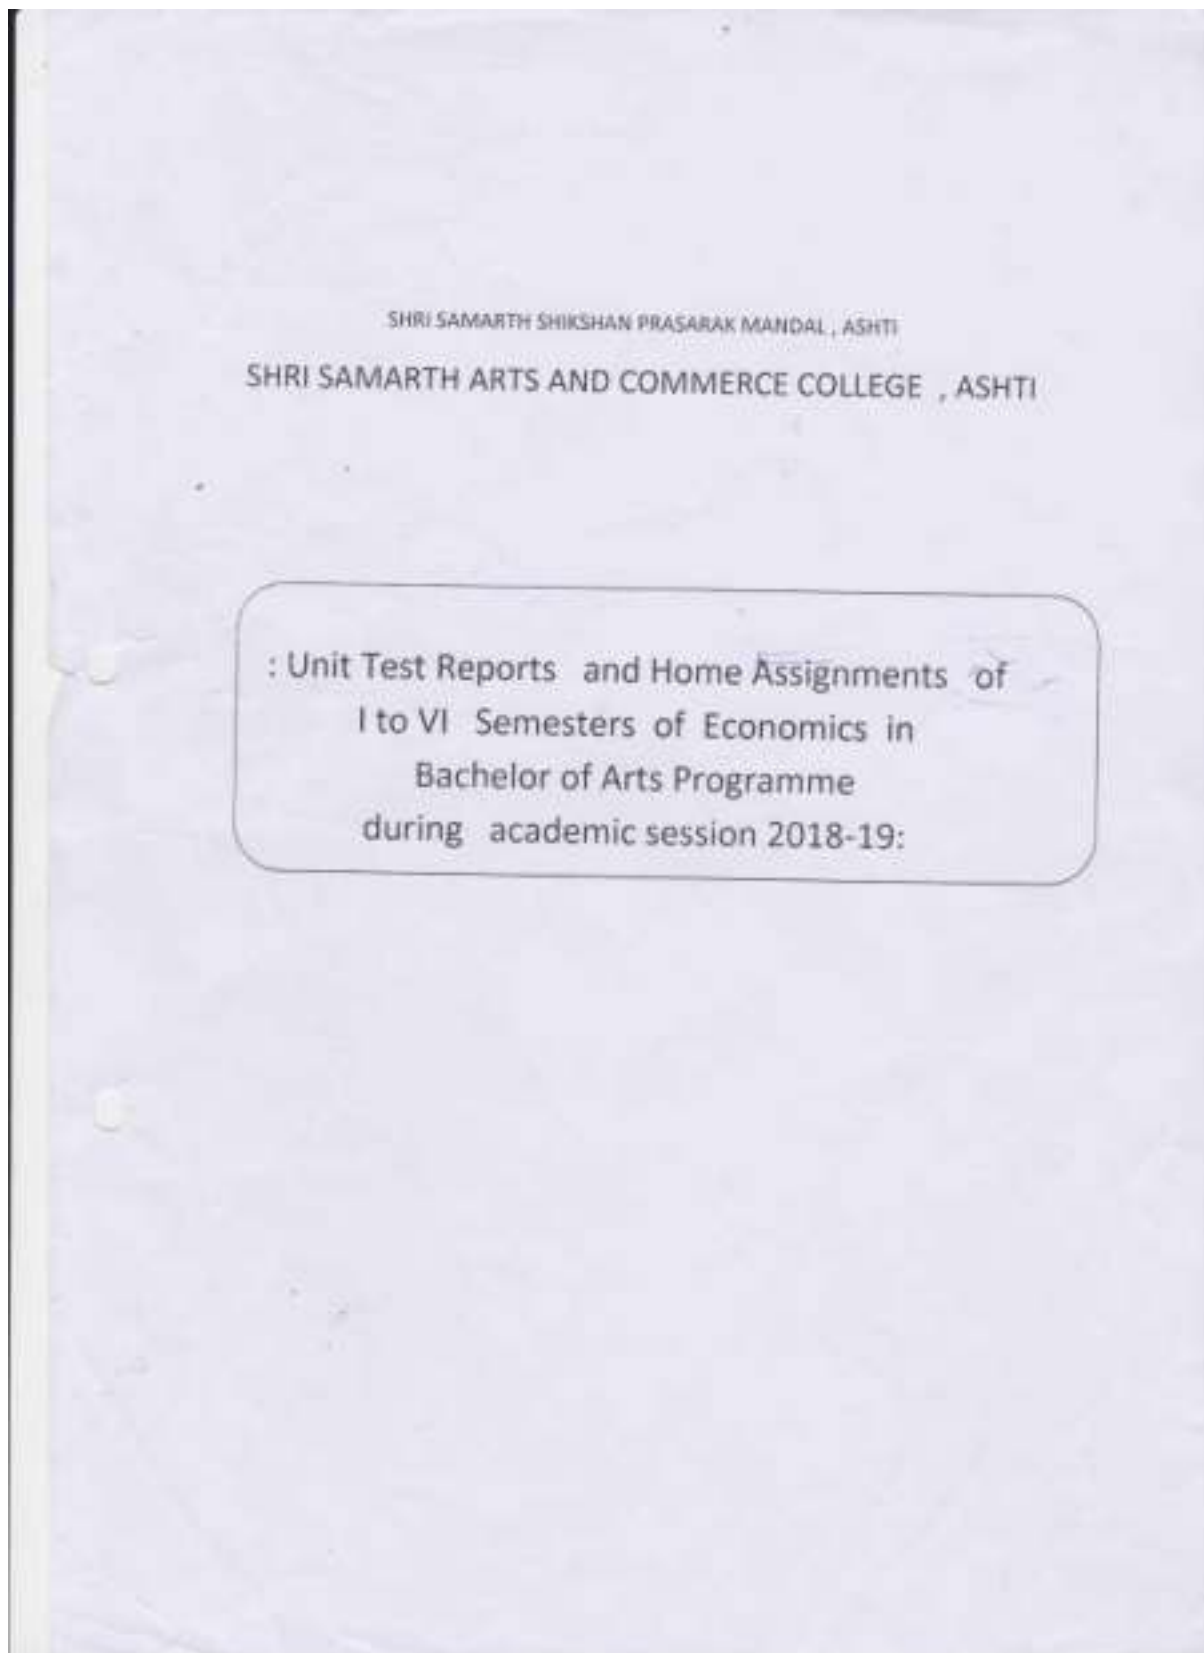 SHRI SAMARTH SHIKSHAN PRASARAK MANDAL , ASHTI
SHRI SAMARTH ARTS AND COMMERCE COLLEGE , ASHTI
: Unit Test Reports and Home Assignments of
I to VI Semesters of Economics in
Bachelor of Arts Programme
during academic session 2018-19: